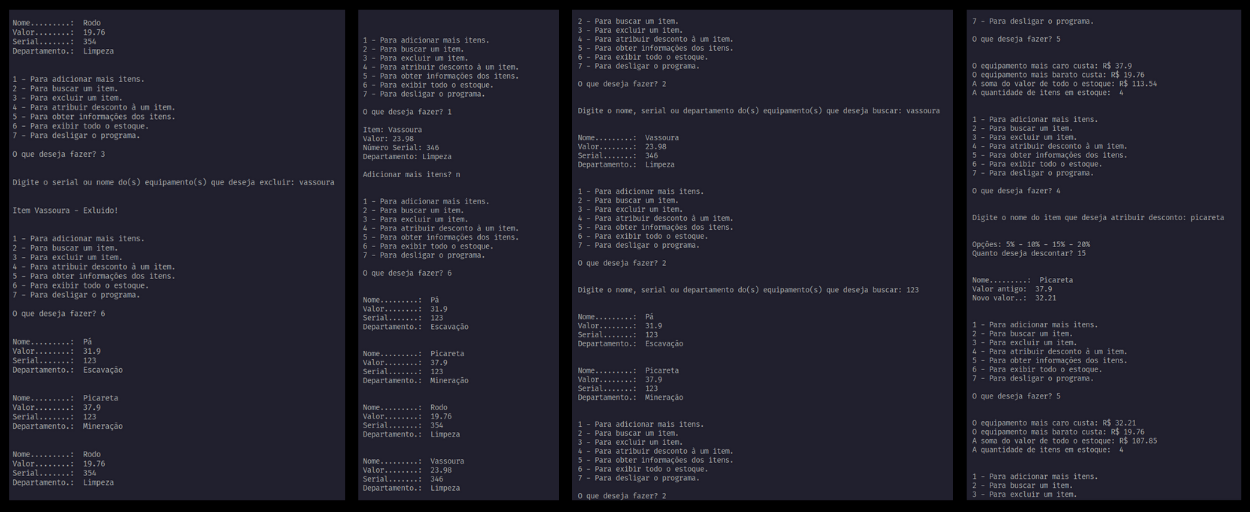 Nome.........:  Rodo
Valor........:  19.76
Serial.......:  354
Departamento.:  Limpeza
1 - Para adicionar mais itens.
2 - Para buscar um item.
3 - Para excluir um item.
4 - Para atribuir desconto à um item.
5 - Para obter informações dos itens.
6 - Para exibir todo o estoque.
7 - Para desligar o programa.
O que deseja fazer? 3
Digite o serial ou nome do(s) equipamento(s) que deseja excluir: vassoura
Item Vassoura - Exluido!
1 - Para adicionar mais itens.
2 - Para buscar um item.
3 - Para excluir um item.
4 - Para atribuir desconto à um item.
5 - Para obter informações dos itens.
6 - Para exibir todo o estoque.
7 - Para desligar o programa.
O que deseja fazer? 6
Nome.........:  Pá
Valor........:  31.9
Serial.......:  123
Departamento.:  Escavação
Nome.........:  Picareta
Valor........:  37.9
Serial.......:  123
Departamento.:  Mineração
Nome.........:  Rodo
Valor........:  19.76
Serial.......:  354
Departamento.:  Limpeza
1 - Para adicionar mais itens.
2 - Para buscar um item.
3 - Para excluir um item.
4 - Para atribuir desconto à um item.
5 - Para obter informações dos itens.
6 - Para exibir todo o estoque.
7 - Para desligar o programa.
O que deseja fazer? 1
Item: Vassoura
Valor: 23.98
Número Serial: 346
Departamento: Limpeza
Adicionar mais itens? n
1 - Para adicionar mais itens.
2 - Para buscar um item.
3 - Para excluir um item.
4 - Para atribuir desconto à um item.
5 - Para obter informações dos itens.
6 - Para exibir todo o estoque.
7 - Para desligar o programa.
O que deseja fazer? 6
Nome.........:  Pá
Valor........:  31.9
Serial.......:  123
Departamento.:  Escavação
Nome.........:  Picareta
Valor........:  37.9
Serial.......:  123
Departamento.:  Mineração
Nome.........:  Rodo
Valor........:  19.76
Serial.......:  354
Departamento.:  Limpeza
Nome.........:  Vassoura
Valor........:  23.98
Serial.......:  346
Departamento.:  Limpeza
2 - Para buscar um item.
3 - Para excluir um item.
4 - Para atribuir desconto à um item.
5 - Para obter informações dos itens.
6 - Para exibir todo o estoque.
7 - Para desligar o programa.
O que deseja fazer? 2
Digite o nome, serial ou departamento do(s) equipamento(s) que deseja buscar: vassoura
Nome.........:  Vassoura
Valor........:  23.98
Serial.......:  346
Departamento.:  Limpeza
1 - Para adicionar mais itens.
2 - Para buscar um item.
3 - Para excluir um item.
4 - Para atribuir desconto à um item.
5 - Para obter informações dos itens.
6 - Para exibir todo o estoque.
7 - Para desligar o programa.
O que deseja fazer? 2
Digite o nome, serial ou departamento do(s) equipamento(s) que deseja buscar: 123
Nome.........:  Pá
Valor........:  31.9
Serial.......:  123
Departamento.:  Escavação
Nome.........:  Picareta
Valor........:  37.9
Serial.......:  123
Departamento.:  Mineração
1 - Para adicionar mais itens.
2 - Para buscar um item.
3 - Para excluir um item.
4 - Para atribuir desconto à um item.
5 - Para obter informações dos itens.
6 - Para exibir todo o estoque.
7 - Para desligar o programa.
O que deseja fazer? 2
7 - Para desligar o programa.
O que deseja fazer? 5
O equipamento mais caro custa: R$ 37.9
O equipamento mais barato custa: R$ 19.76
A soma do valor de todo o estoque: R$ 113.54
A quantidade de itens em estoque:  4
1 - Para adicionar mais itens.
2 - Para buscar um item.
3 - Para excluir um item.
4 - Para atribuir desconto à um item.
5 - Para obter informações dos itens.
6 - Para exibir todo o estoque.
7 - Para desligar o programa.
O que deseja fazer? 4
Digite o nome do item que deseja atribuir desconto: picareta
Opções: 5% - 10% - 15% - 20%
Quanto deseja descontar? 15
Nome.........:  Picareta
Valor antigo:  37.9
Novo valor..:  32.21
1 - Para adicionar mais itens.
2 - Para buscar um item.
3 - Para excluir um item.
4 - Para atribuir desconto à um item.
5 - Para obter informações dos itens.
6 - Para exibir todo o estoque.
7 - Para desligar o programa.
O que deseja fazer? 5
O equipamento mais caro custa: R$ 32.21
O equipamento mais barato custa: R$ 19.76
A soma do valor de todo o estoque: R$ 107.85
A quantidade de itens em estoque:  4
1 - Para adicionar mais itens.
2 - Para buscar um item.
3 - Para excluir um item.